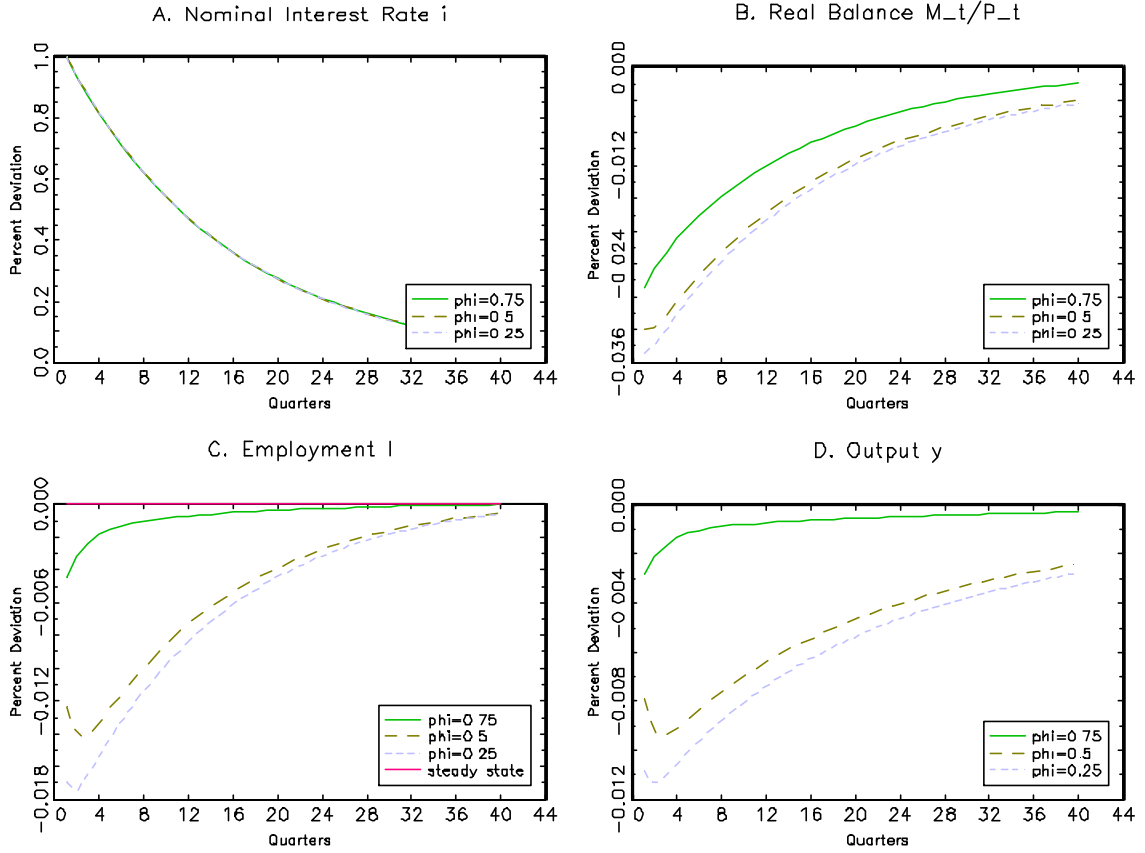 A. Nominal Interest Rate i
Percent Deviation
1.0
0.8
0.6
0.4
0.2
0.0
phi=0.75
phi=0 5
phi=0 25
0 4 8 12 16 20 24 28 32 36 40 44
Quarters
B. Real Balance M_t/P_t
Percent Deviation
0.000
-0.012
-0.024
-0.036
phi=0.75
phi=0 5
phi=0 25
0 4 8 12 16 20 24 28 32 36 40 44
Quarters
C. Employment l
Percent Deviation
0.000
-0.006
-0.012
-0.018
phi=0 75
phi=0 5
phi=0 25
steady state
0 4 8 12 16 20 24 28 32 36 40 44
Quarters
D. Output y
Percent Deviation
0.000
-0.004
-0.008
-0.012
phi=0 75
phi=0.5
phi=0.25
0 4 8 12 16 20 24 28 32 36 40 44
Quarters